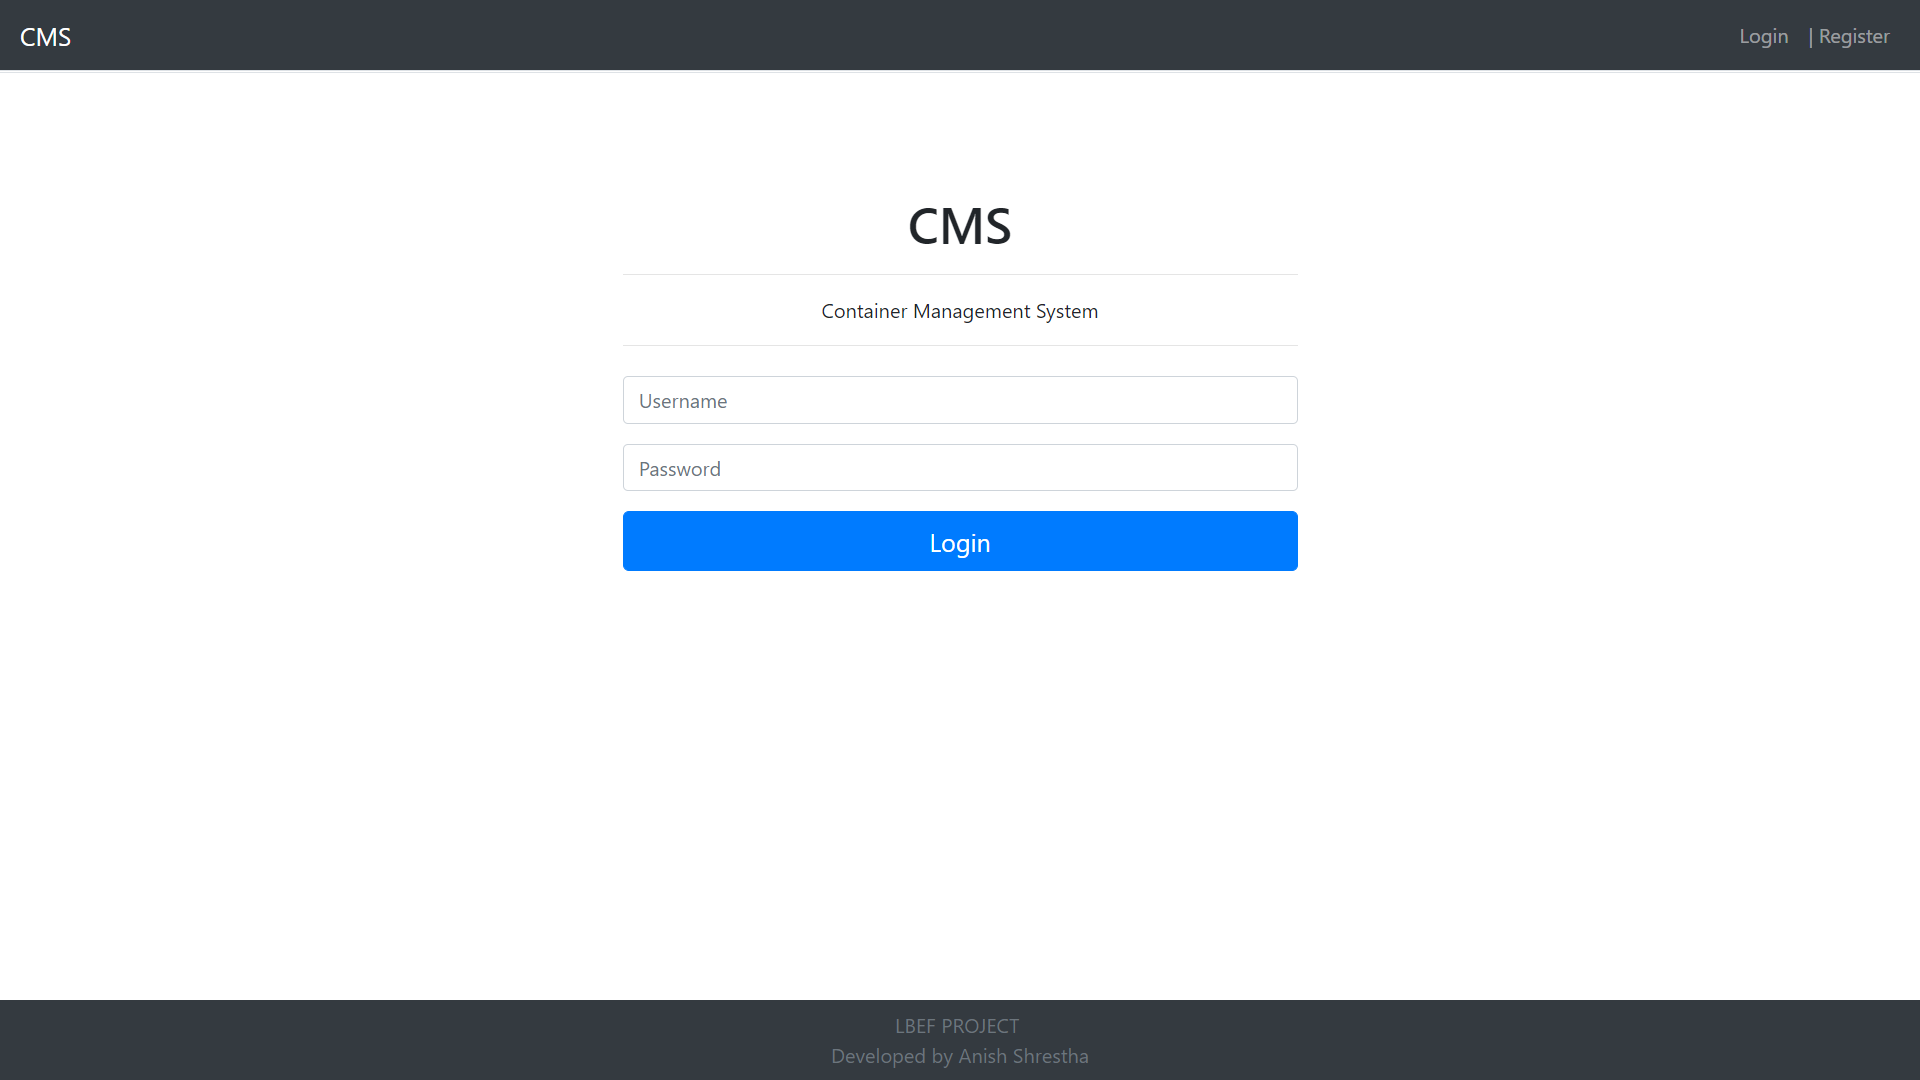 CMS
Login | Register
CMS
Container Management System
Username
Password
Login
LBEF PROJECT
Developed by Anish Shrestha